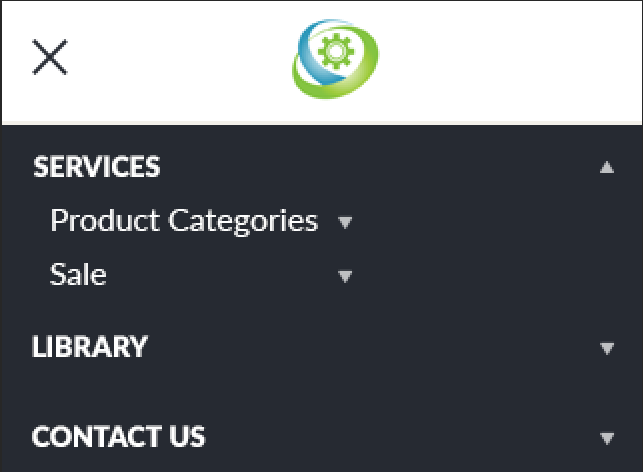 SERVICES
Product Categories
Sale
LIBRARY
CONTACT US